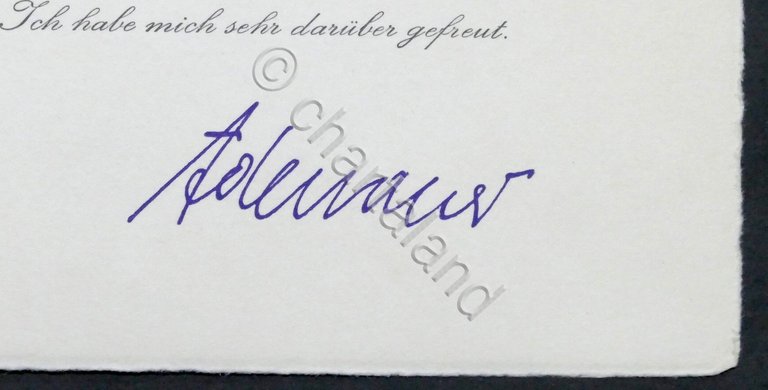 Ich habe mich sehr darüber gefreut.
© chartaland
Adenauer